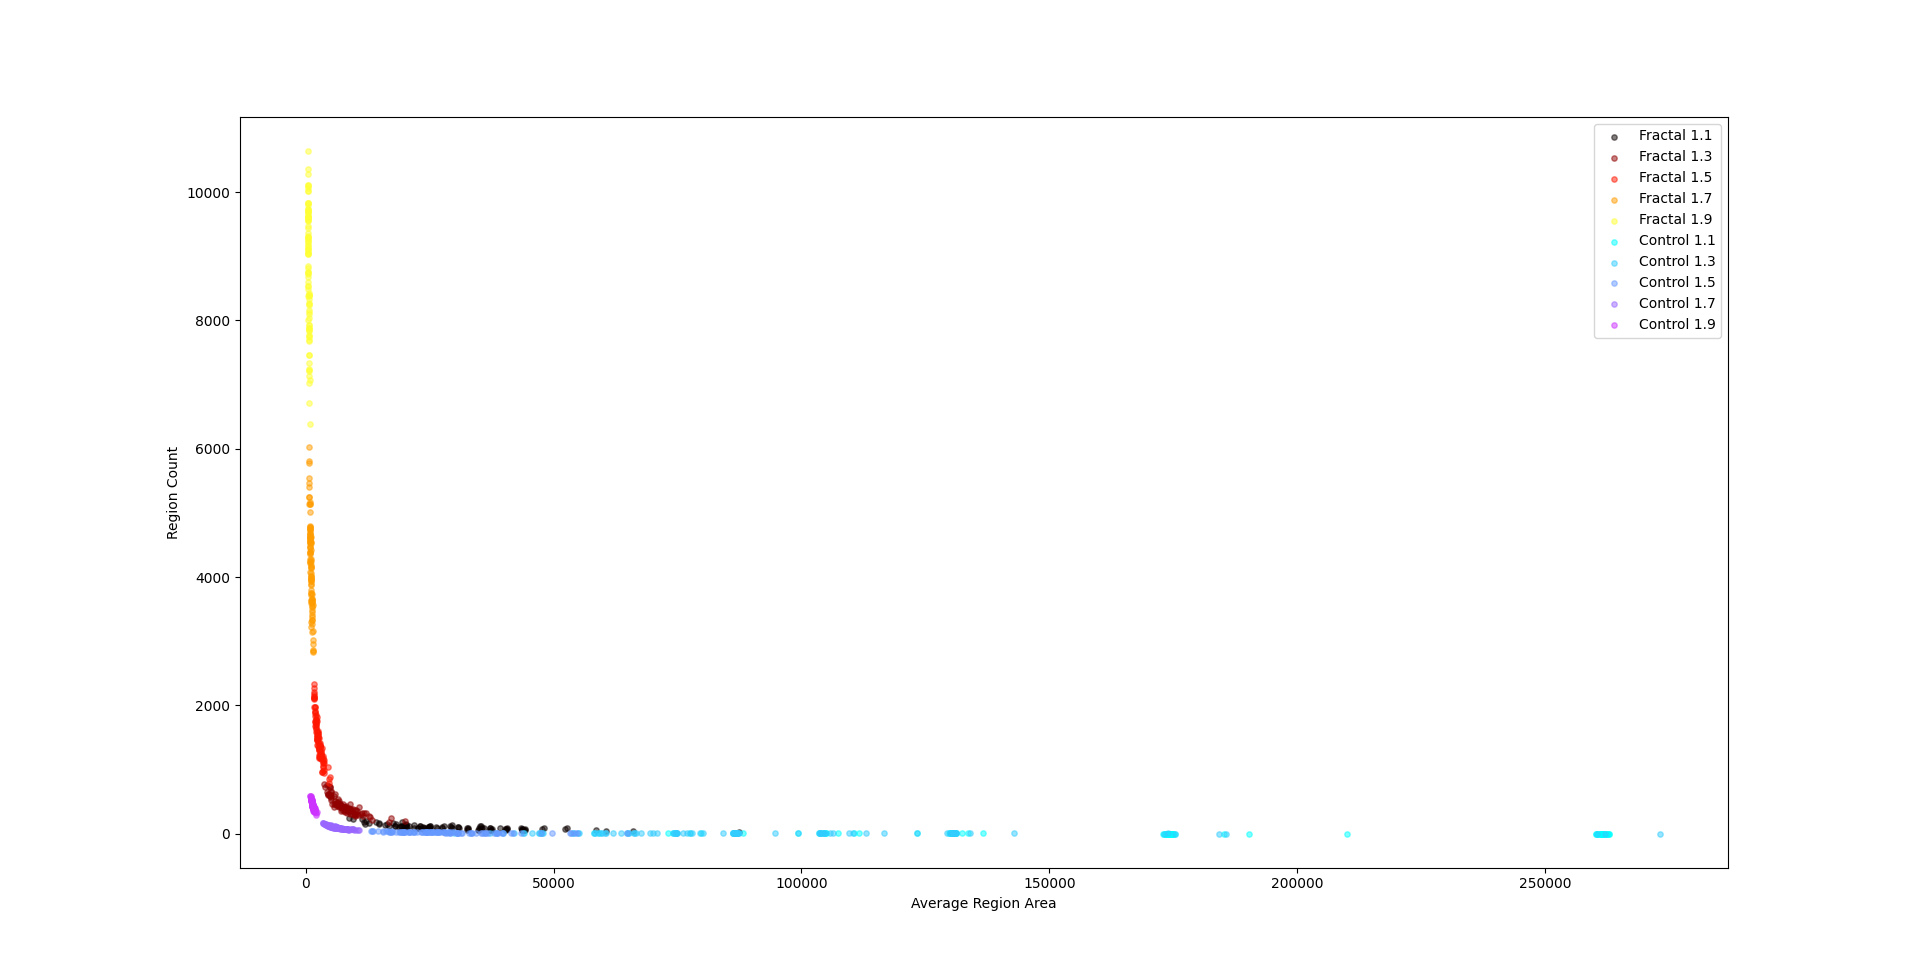 Fractal 1.1
Fractal 1.3
Fractal 1.5
Fractal 1.7
Fractal 1.9
Control 1.1
Control 1.3
Control 1.5
Control 1.7
Control 1.9
10000
8000
6000
4000
2000
0
Region Count
0 50000 100000 150000 200000 250000
Average Region Area